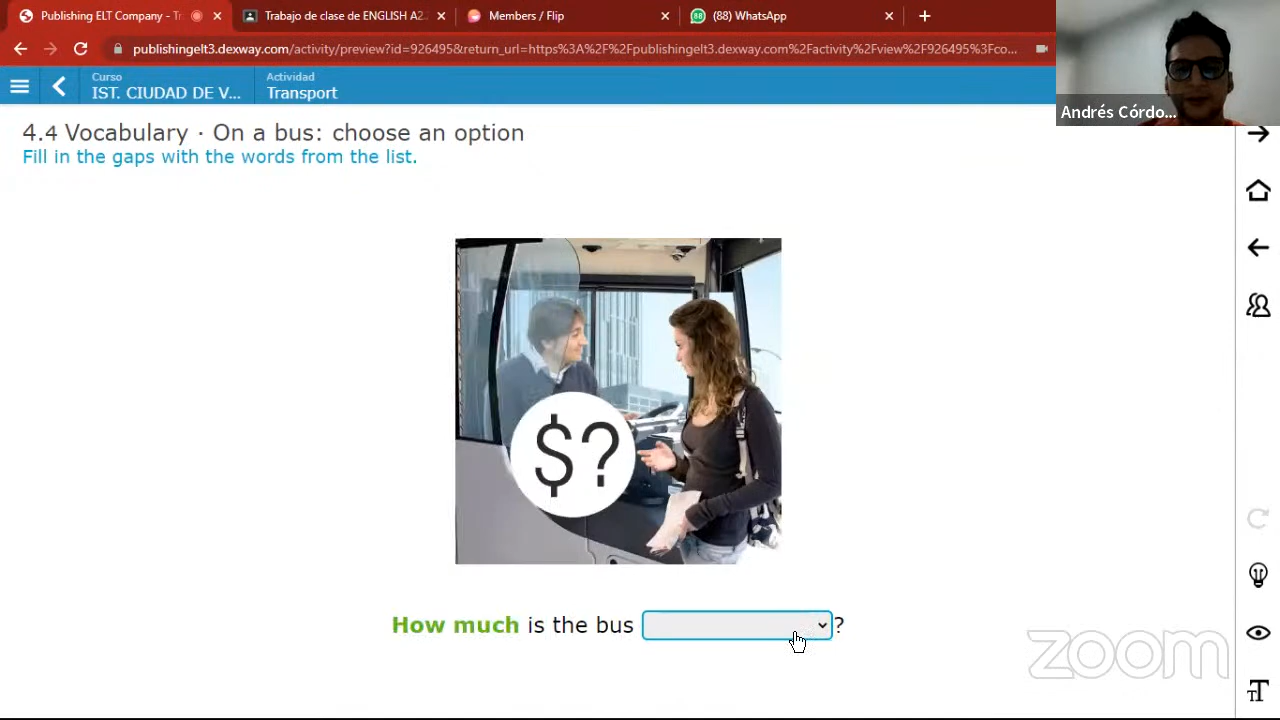 Publishing ELT Company - Tr
Trabajo de clase de ENGLISH A2.
Members / Flip
88
(88) WhatsApp
publishingelt3.dexway.com/activity/preview?id=926495&return_url=https%3A%2F%2Fpublishingelt3.dexway.com%2Factivity%2Fview%2F926495%3Fco...
Curso
IST. CIUDAD DE V...
Actividad
Transport
Andrés Córdo...
4.4 Vocabulary · On a bus: choose an option
Fill in the gaps with the words from the list.
$?
How much is the bus ?
zoom
TT